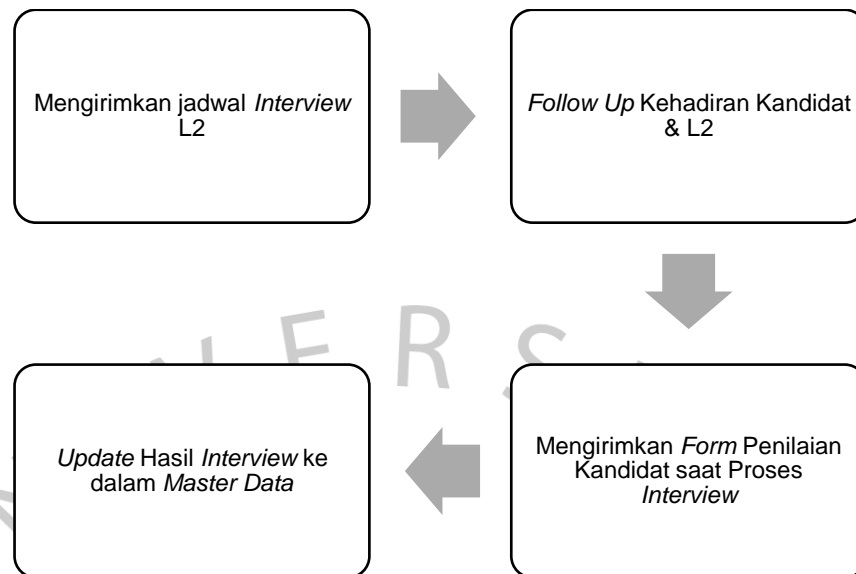 Mengirimkan jadwal Interview
L2
Follow Up Kehadiran Kandidat
& L2
Mengirimkan Form Penilaian
Kandidat saat Proses
Interview
Update Hasil Interview ke
dalam Master Data